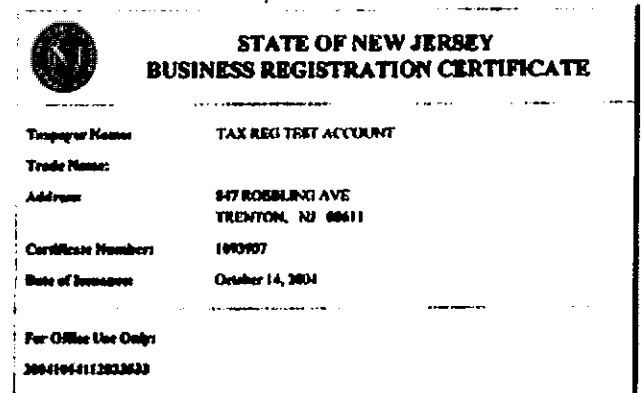 STATE OF NEW JERSEY
BUSINESS REGISTRATION CERTIFICATE
Taxpayer Name:
TAX REG TEST ACCOUNT
Trade Name:
Address:
847 ROEBLING AVE
TRENTON, NJ 08611
Certificate Number:
1093907
Date of Issuance:
October 14, 2004
For Office Use Only: